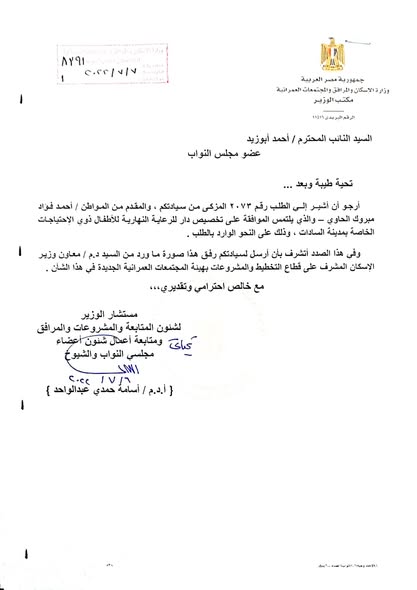 ٨٧٩١
٢٠٢٢/٧/٧
١
جمهورية مصر العربية
وزارة الاسكان والمرافق والمجتمعات العمرانية
مكتب الوزير
الرقم البريدى
السيد النائب المحترم / أحمد أبوزيد
عضو مجلس النواب
تحية طيبة وبعد ...
أرجو أن أشير إلى الطلب رقم ٢٠٧٣ المزكى من سيادتكم ، والمقدم من المواطن / أحمد فؤاد
مبروك الحاوي – والذي يلتمس الموافقة على تخصيص دار للرعاية النهارية للأطفال ذوي الإحتياجات
الخاصة بمدينة السادات ، وذلك على النحو الوارد بالطلب .
وفى هذا الصدد أتشرف بأن أرسل لسيادتكم رفق هذا صورة ما ورد من السيد د.م / معاون وزير
الإسكان المشرف على قطاع التخطيط والمشروعات بهيئة المجتمعات العمرانية الجديدة في هذا الشأن .
مع خالص احترامي وتقديري،،،
مستشار الوزير
لشئون المتابعة والمشروعات والمرافق
ومتابعة أعمال شئون أعضاء
مجلسي النواب والشيوخ
٢٠٢٢/٧/٦
{ أ.د.م / أسامة حمدي عبدالواحد }